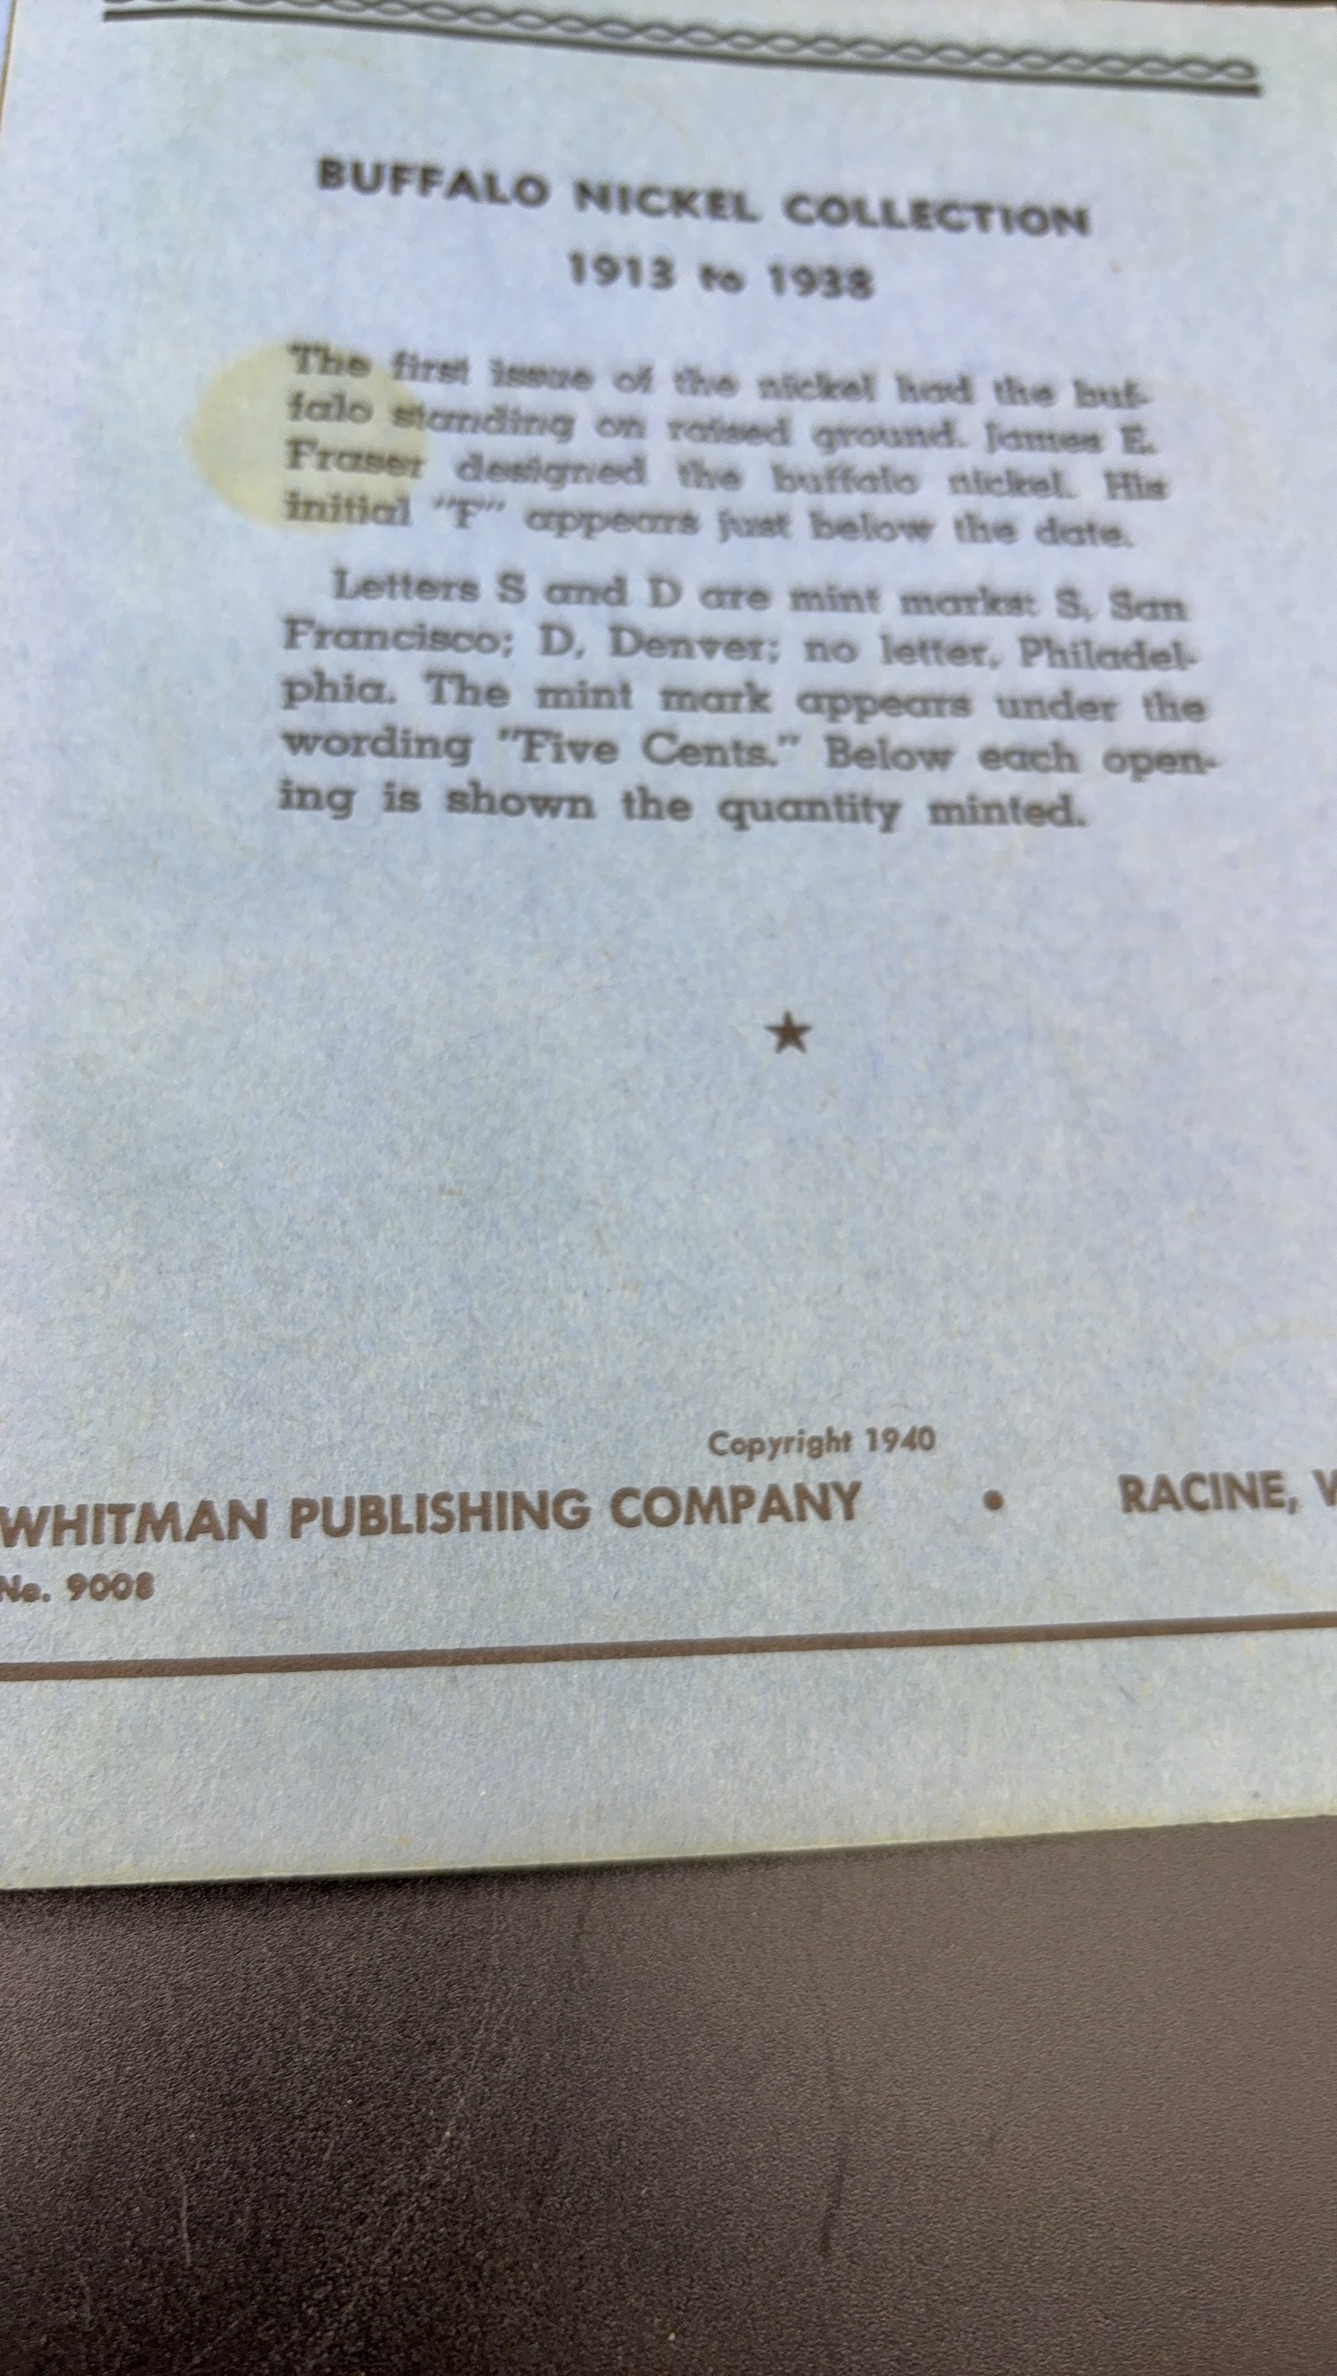 BUFFALO NICKEL COLLECTION
1913 to 1938
The first issue of the nickel had the buf-
falo standing on raised ground. James E.
Fraser designed the buffalo nickel. His
initial "F" appears just below the date.
Letters S and D are mint marks: S, San
Francisco; D, Denver; no letter, Philadel-
phia. The mint mark appears under the
wording "Five Cents." Below each open-
ing is shown the quantity minted.
Copyright 1940
WHITMAN PUBLISHING COMPANY • RACINE, W
No. 9008